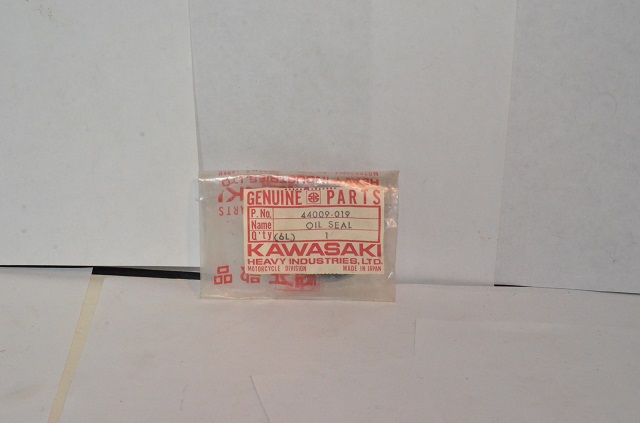 GENUINE PARTS
P. No. 44009-019
Name OIL SEAL
Q'ty (6L) 1
KAWASAKI
HEAVY INDUSTRIES, LTD.
MOTORCYCLE DIVISION MADE IN JAPAN